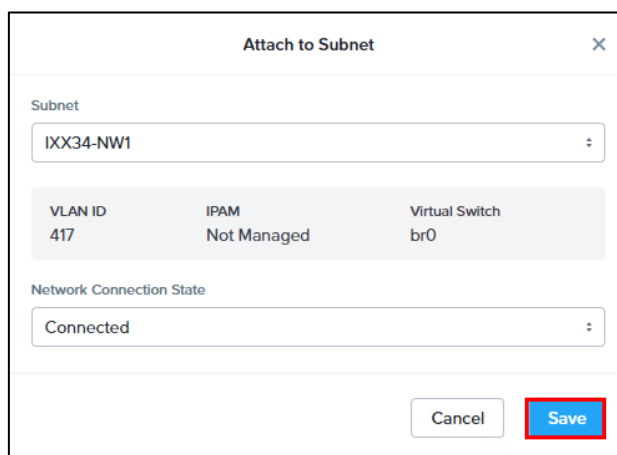 Attach to Subnet
Subnet
IXX34-NW1
VLAN ID IPAM Virtual Switch
417 Not Managed br0
Network Connection State
Connected
Cancel Save